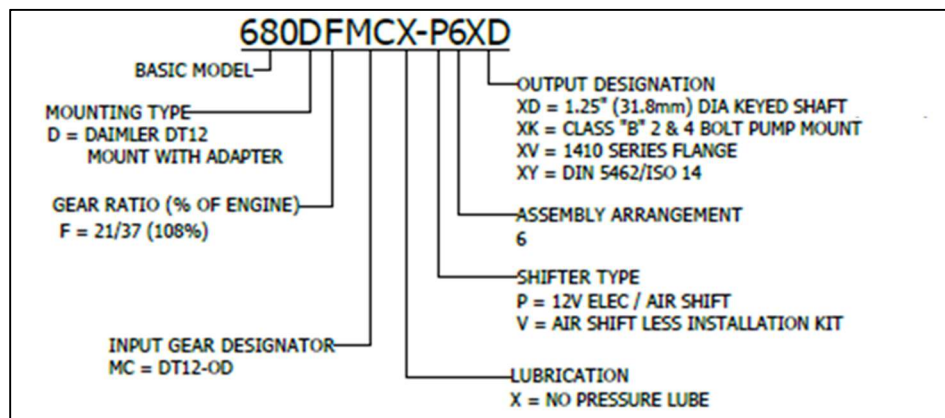 680DFMCX-P6XD
BASIC MODEL
MOUNTING TYPE
D = DAIMLER DT12
MOUNT WITH ADAPTER
GEAR RATIO (% OF ENGINE)
F = 21/37 (108%)
INPUT GEAR DESIGNATOR
MC = DT12-OD
OUTPUT DESIGNATION
XD = 1.25" (31.8mm) DIA KEYED SHAFT
XK = CLASS "B" 2 & 4 BOLT PUMP MOUNT
XV = 1410 SERIES FLANGE
XY = DIN 5462/ISO 14
ASSEMBLY ARRANGEMENT
6
SHIFTER TYPE
P = 12V ELEC / AIR SHIFT
V = AIR SHIFT LESS INSTALLATION KIT
LUBRICATION
X = NO PRESSURE LUBE